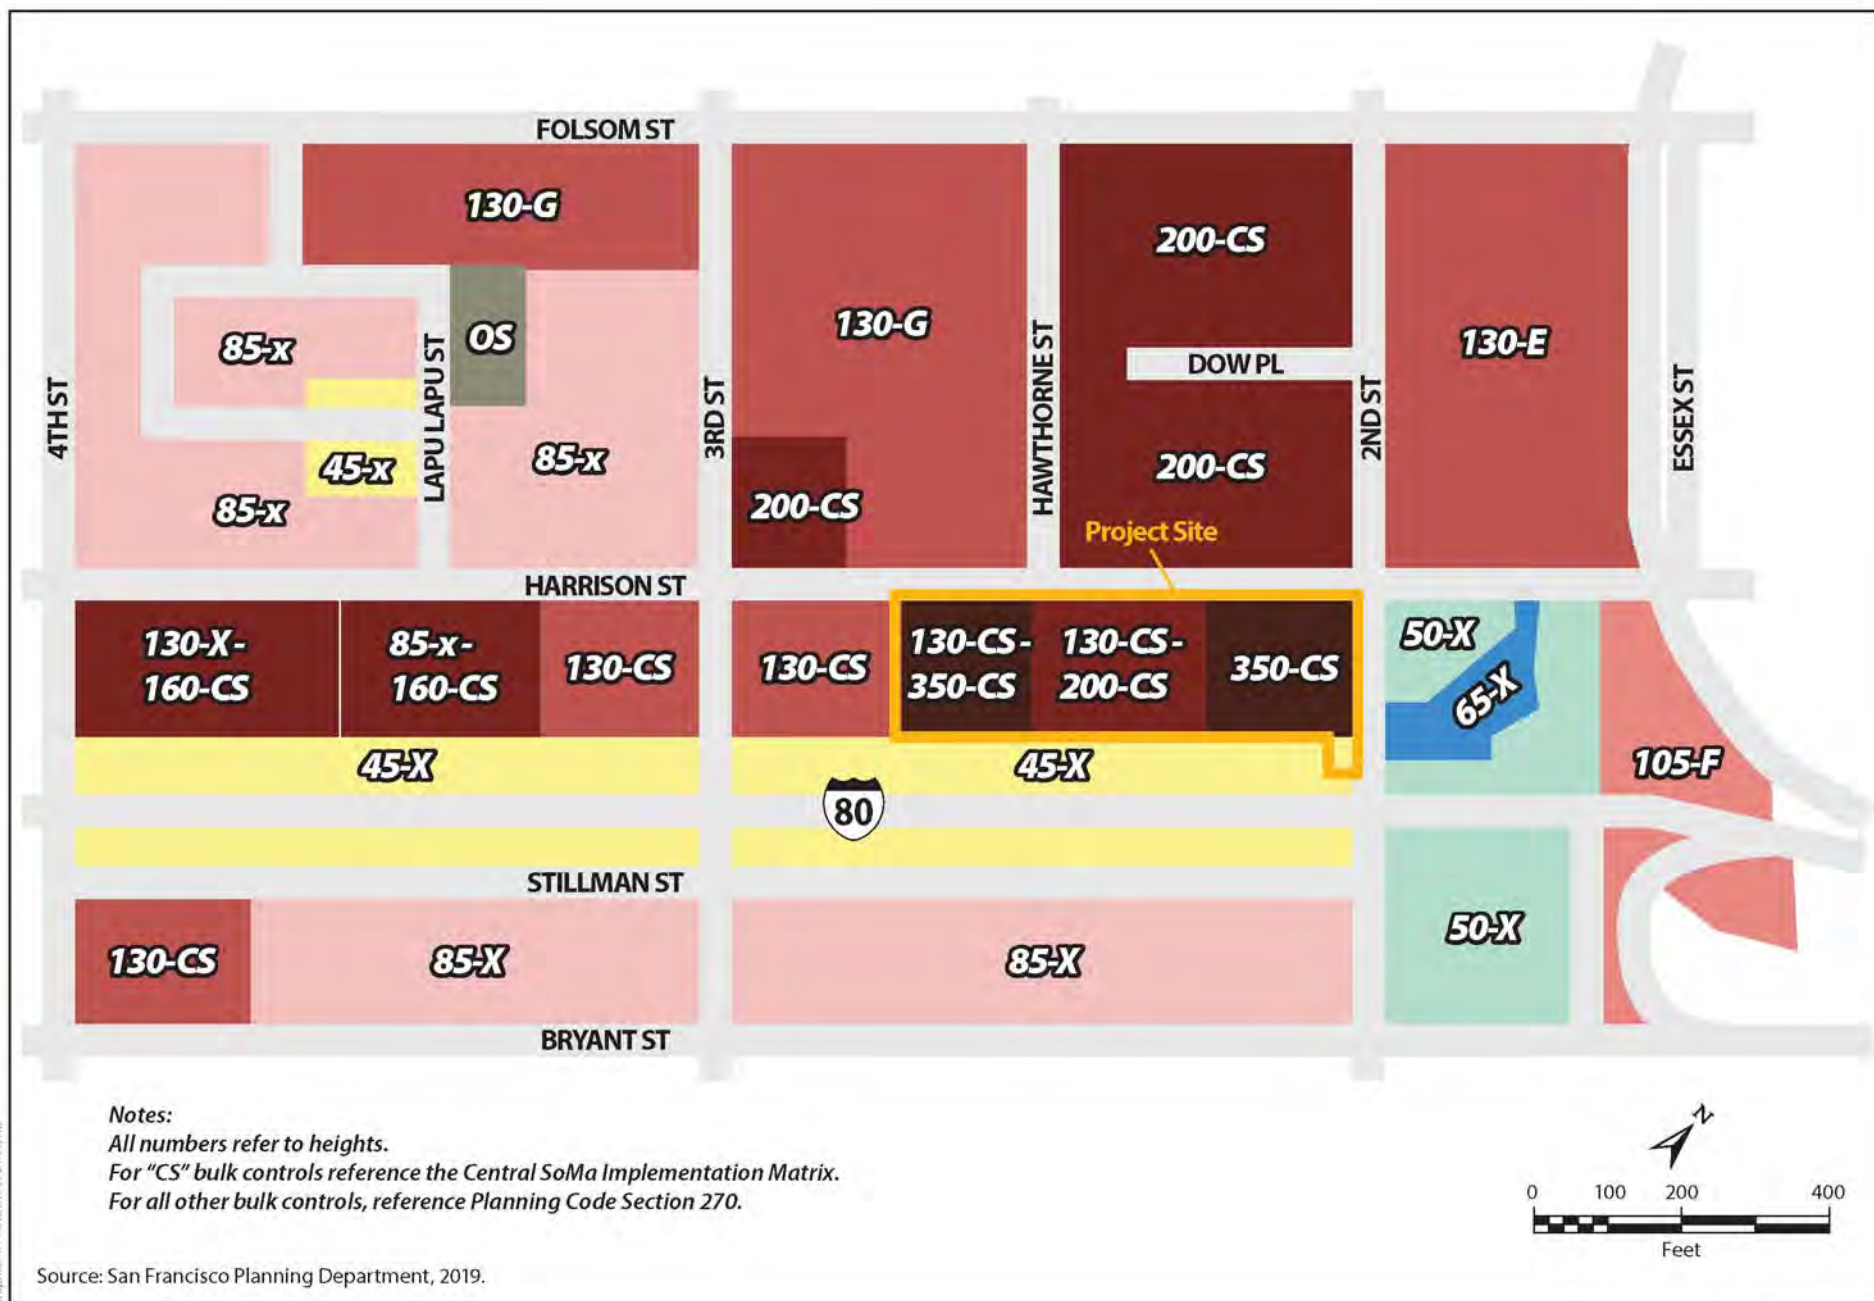 FOLSOM ST
130-G
200-CS
130-G
130-E
85-x
OS
DOW PL
4TH ST
LAPU LAPU ST
3RD ST
HAWTHORNE ST
2ND ST
ESSEX ST
45-x
85-x
200-CS
85-x
200-CS
Project Site
HARRISON ST
130-X-
160-CS
85-x-
160-CS
130-CS
130-CS
130-CS-
350-CS
130-CS-
200-CS
350-CS
50-X
65-X
45-X
45-X
105-F
80
STILLMAN ST
130-CS
85-X
85-X
50-X
BRYANT ST
Notes:
All numbers refer to heights.
For “CS” bulk controls reference the Central SoMa Implementation Matrix.
For all other bulk controls, reference Planning Code Section 270.
N
0 100 200 400
Feet
Source: San Francisco Planning Department, 2019.